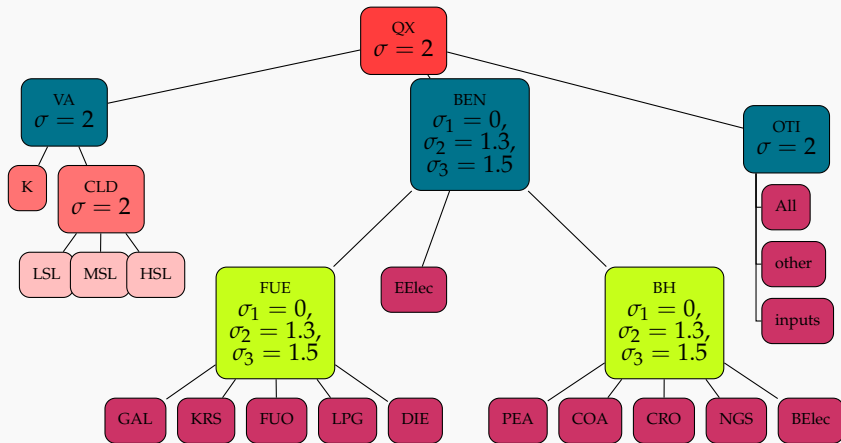 QX
σ = 2
VA
σ = 2
BEN
σ₁ = 0,
σ₂ = 1.3,
σ₃ = 1.5
OTI
σ = 2
K
CLD
σ = 2
All
LSL
MSL
HSL
other
FUE
σ₁ = 0,
σ₂ = 1.3,
σ₃ = 1.5
EElec
BH
σ₁ = 0,
σ₂ = 1.3,
σ₃ = 1.5
inputs
GAL
KRS
FUO
LPG
DIE
PEA
COA
CRO
NGS
BElec